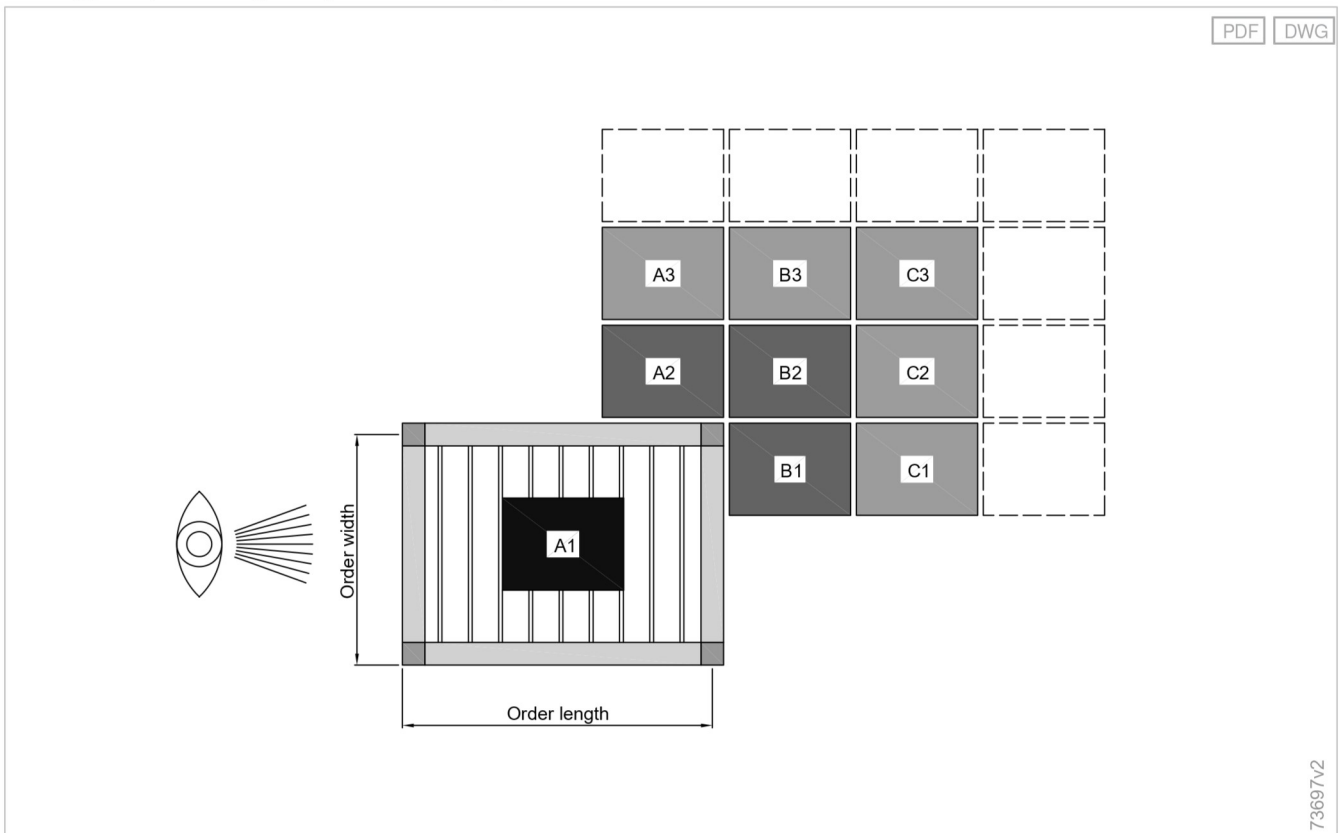 PDF DWG
A3 B3 C3
A2 B2 C2
B1 C1
A1
Order width
Order length
73697v2